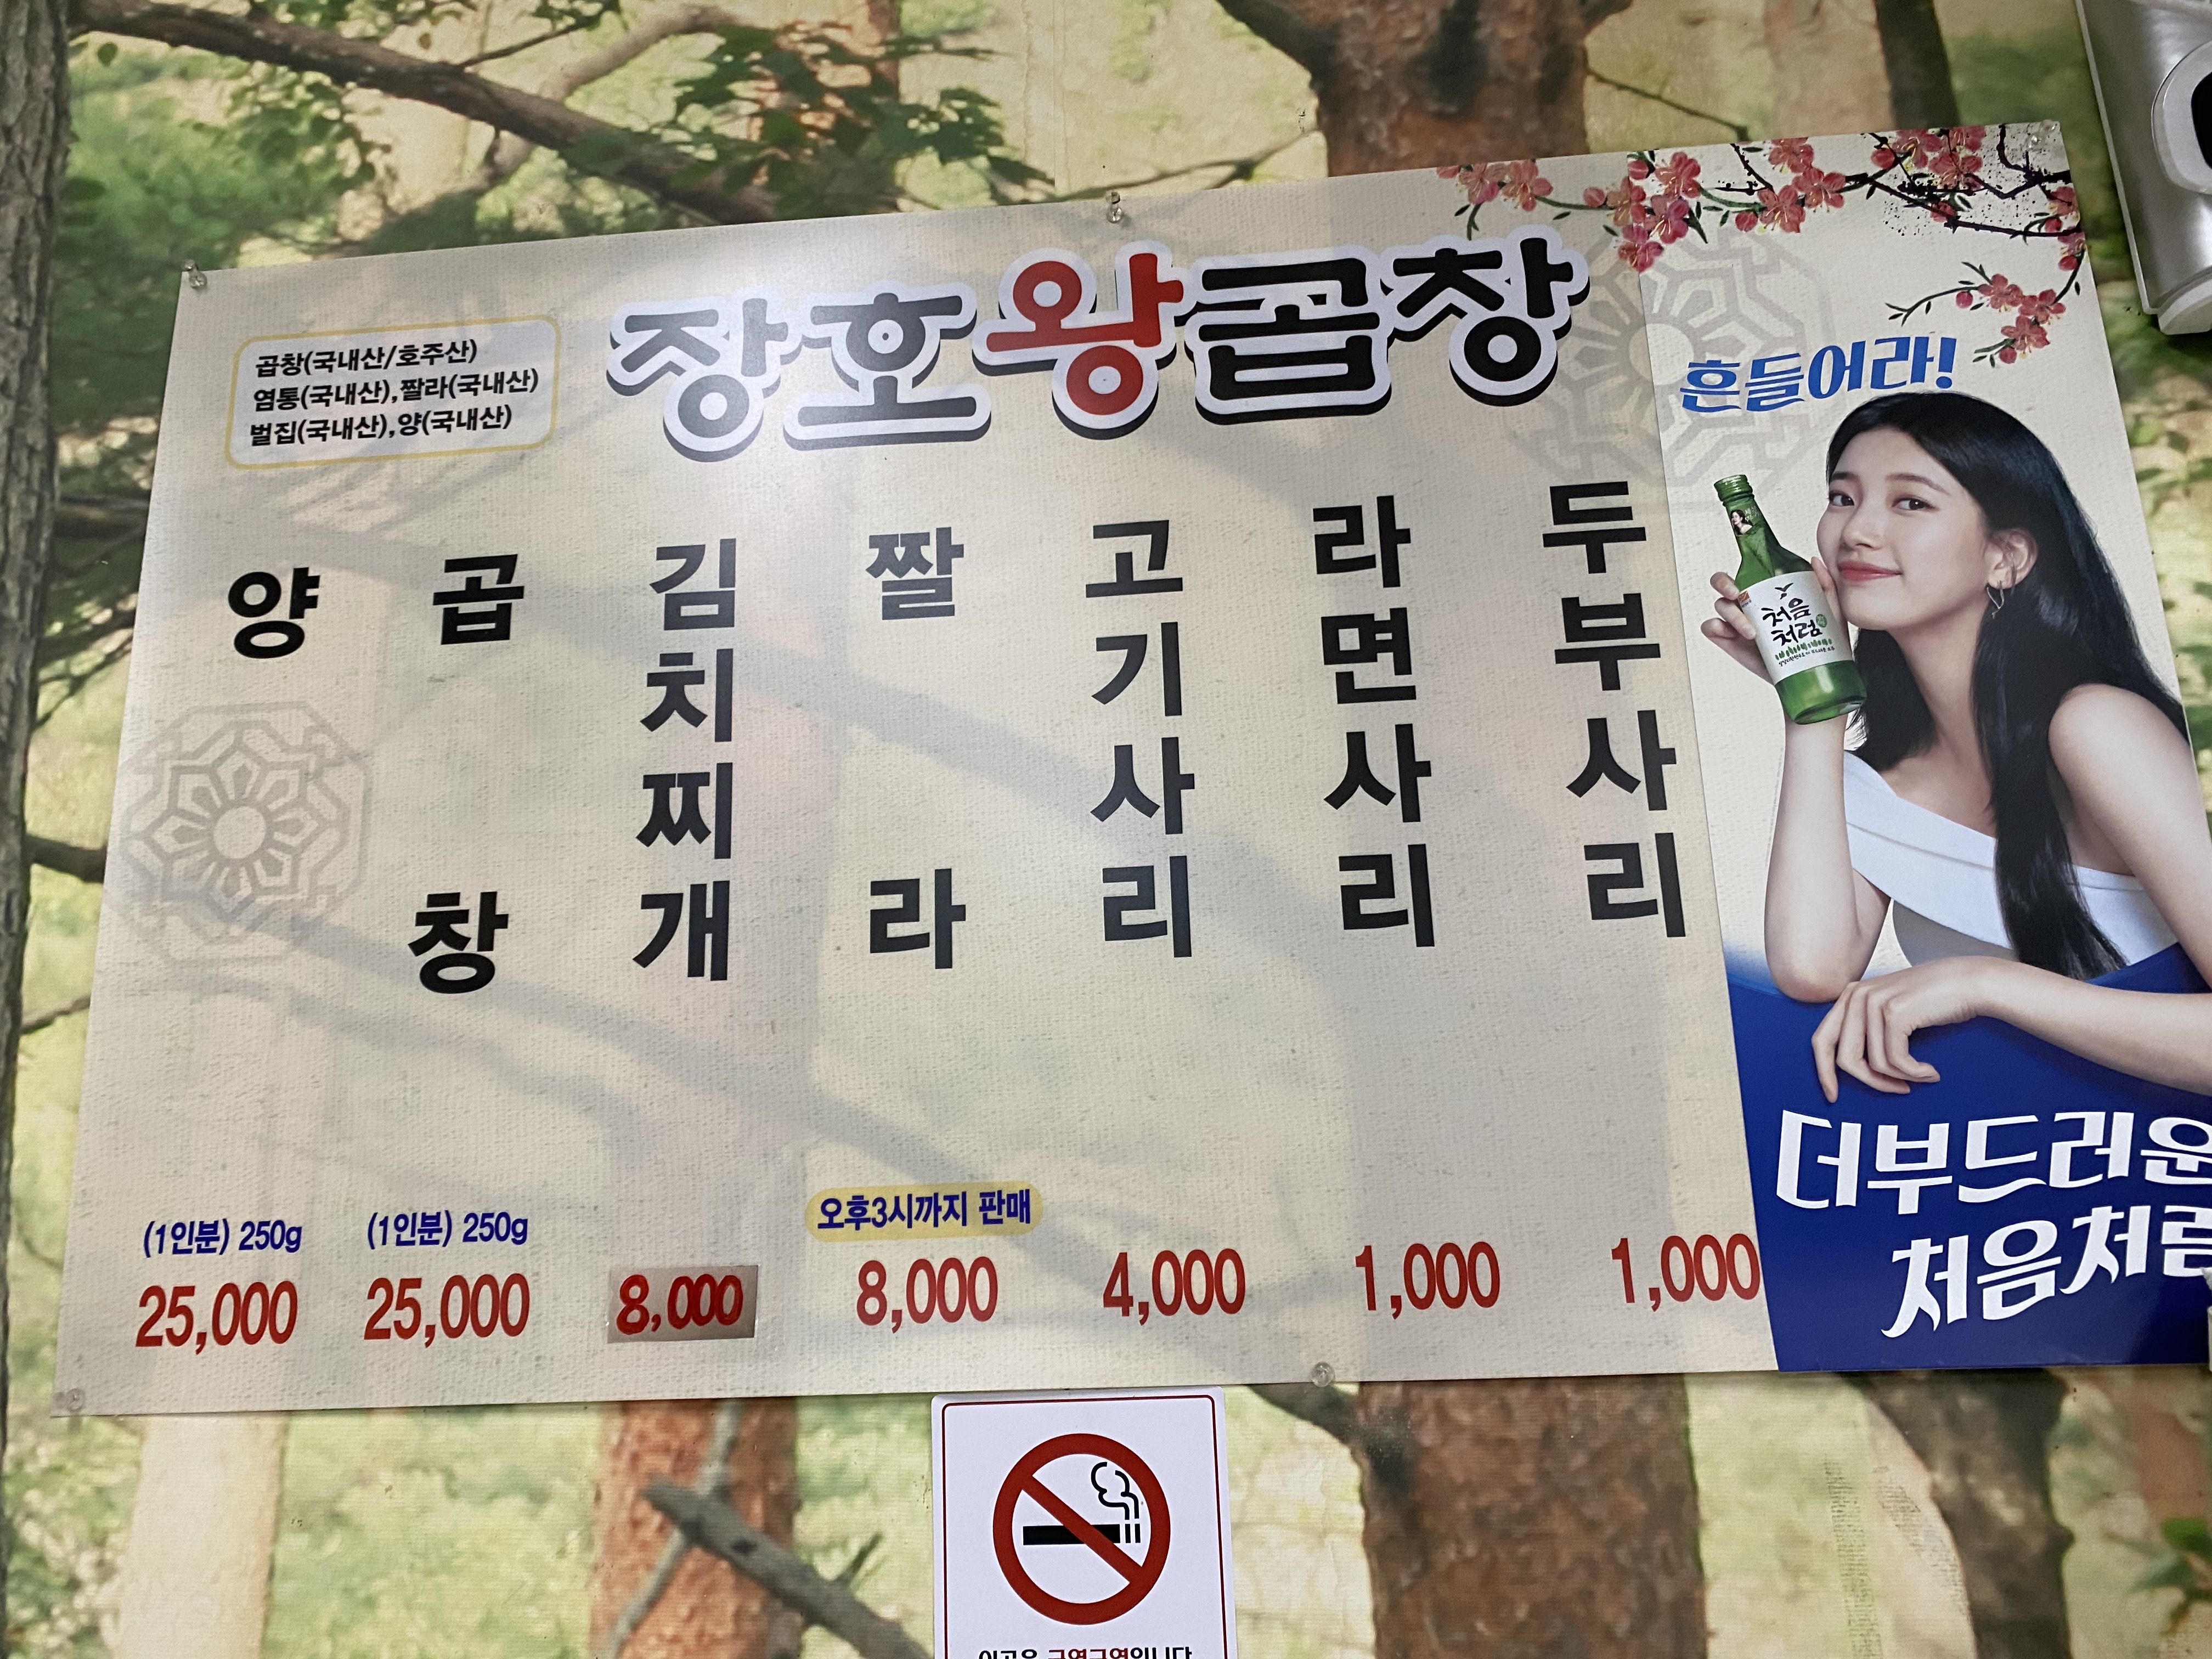 장호왕곱창
곱창(국내산/호주산)
염통(국내산),짤라(국내산)
벌집(국내산),양(국내산)
양
곱창
김치찌개
짤라
고기사리
라면사리
두부사리
(1인분) 250g
(1인분) 250g
오후3시까지 판매
25,000
25,000
8,000
8,000
4,000
1,000
1,000
흔들어라!
처음
처럼
더부드러운
처음처럼